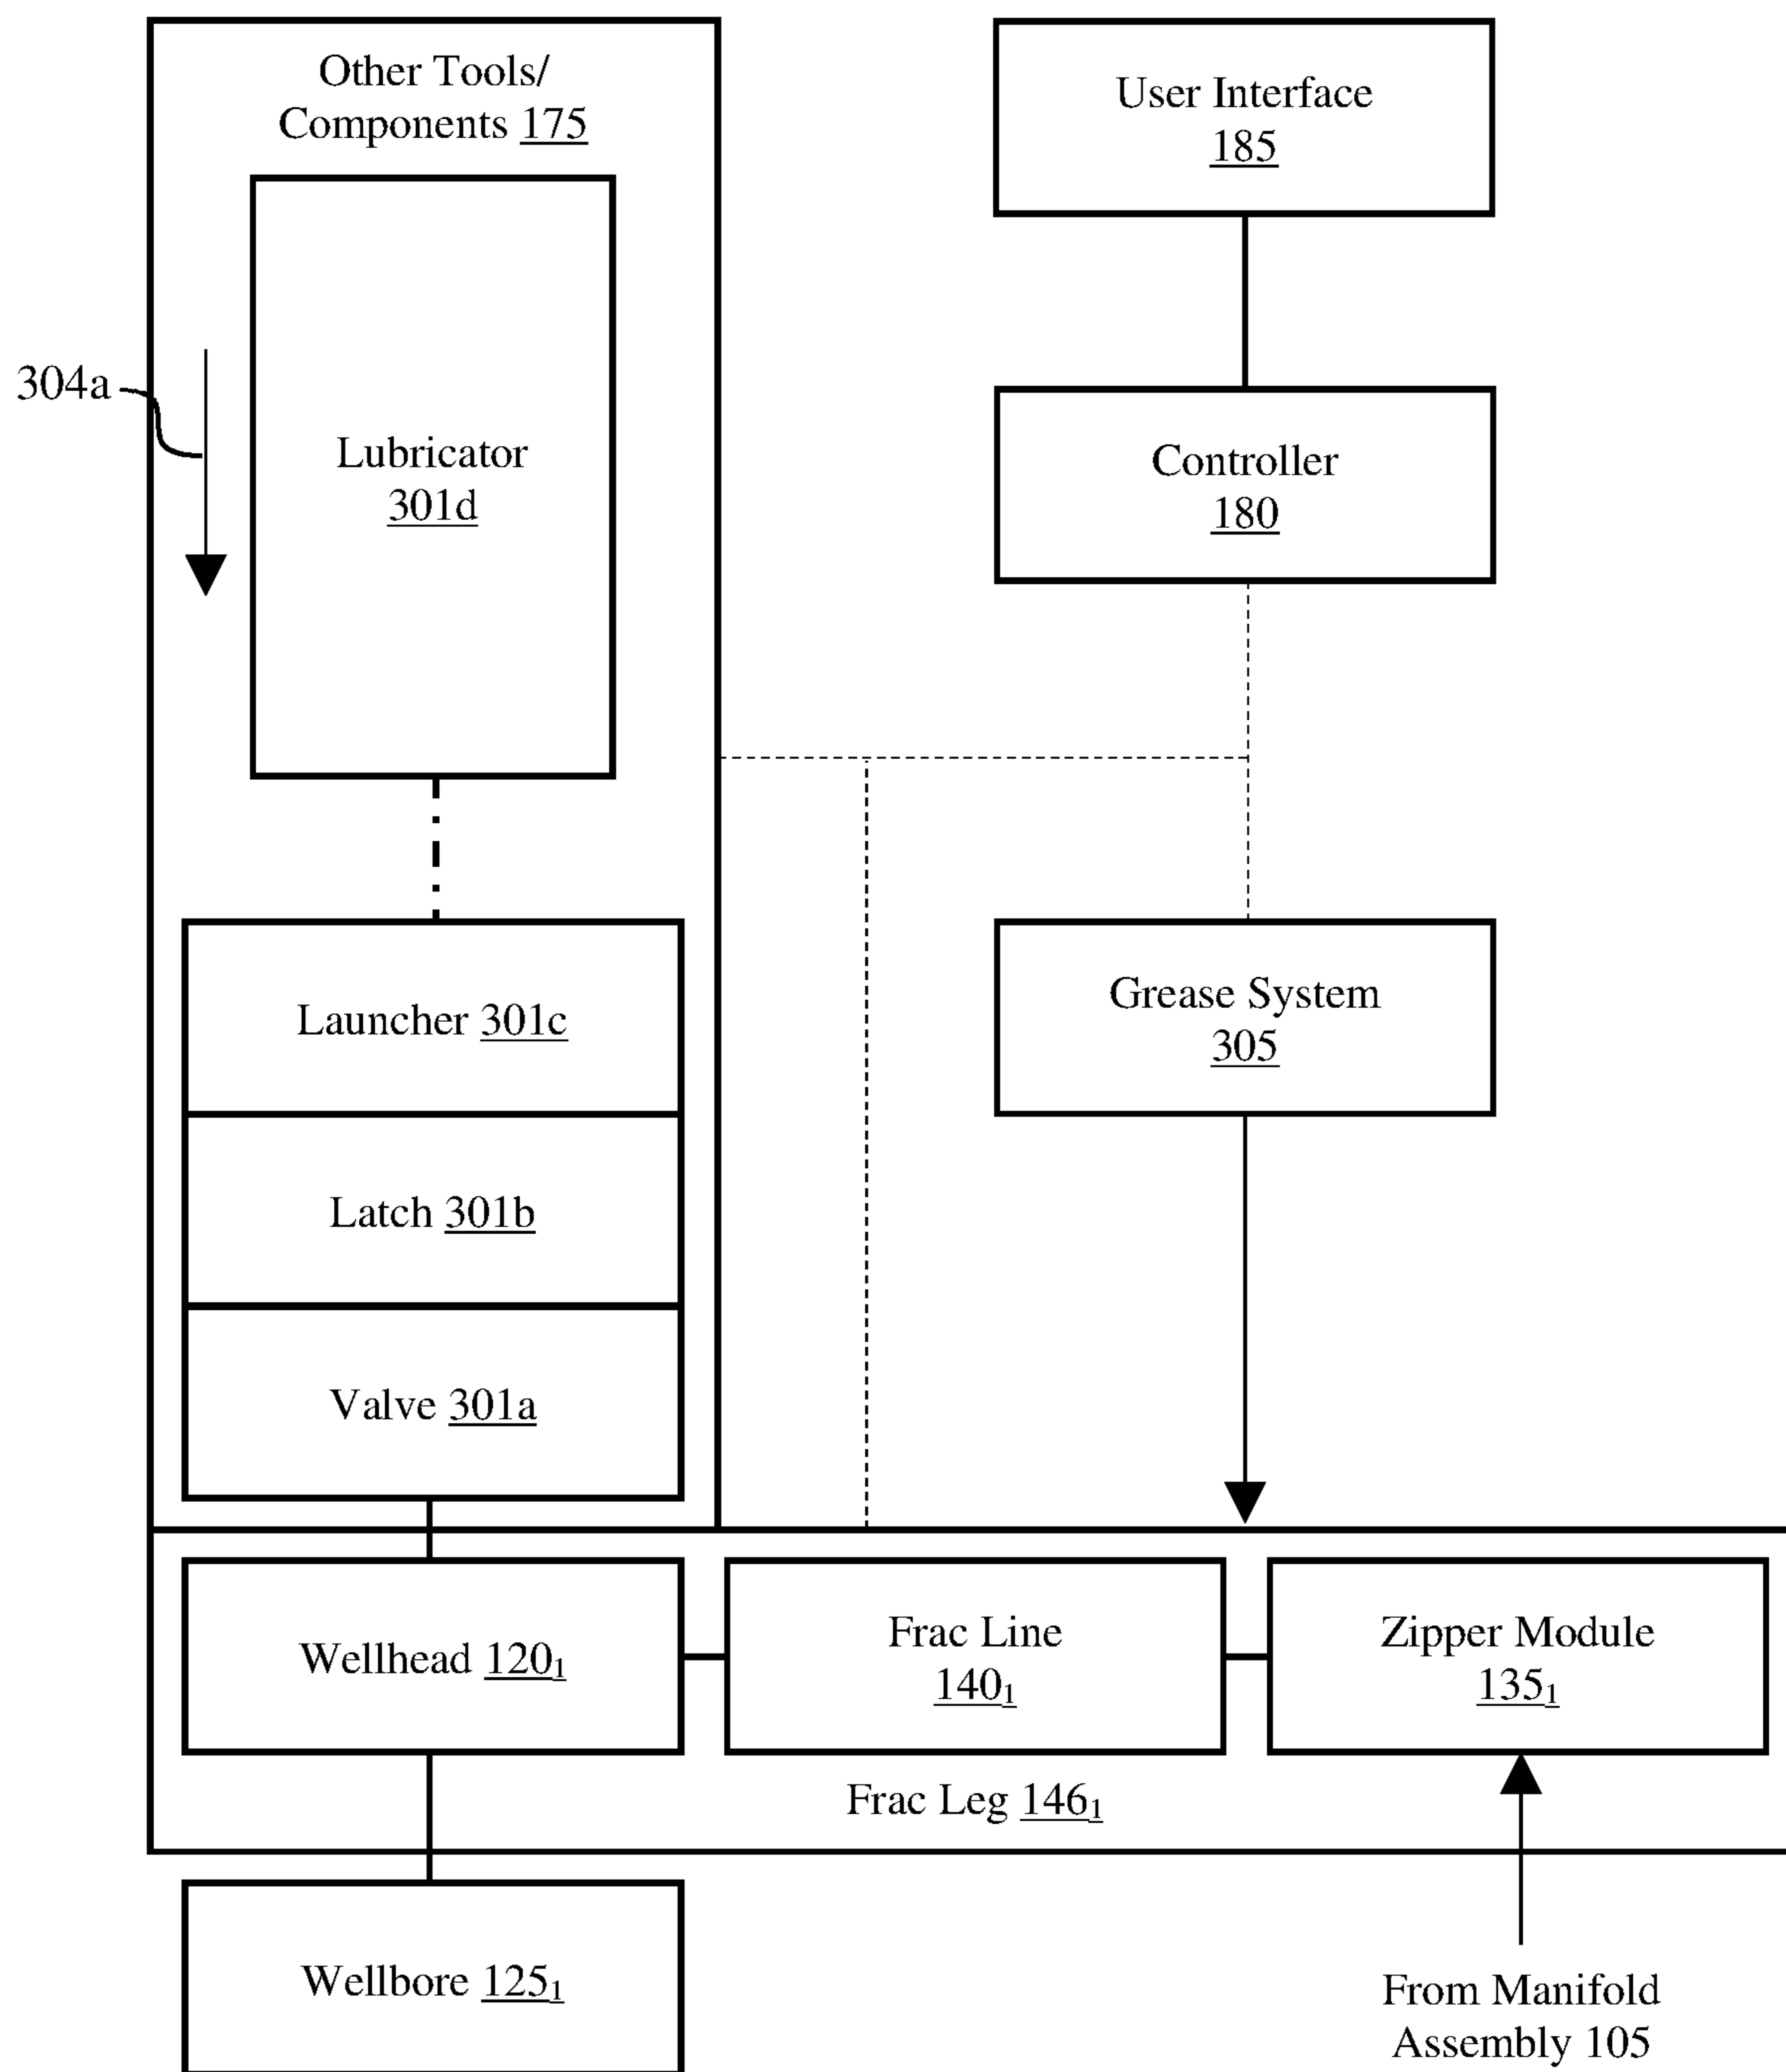 Other Tools/
Components 175
User Interface
185
304a
Lubricator
301d
Controller
180
Launcher 301c
Grease System
305
Latch 301b
Valve 301a
Wellhead 120₁
Frac Line
140₁
Zipper Module
135₁
Frac Leg 146₁
Wellbore 125₁
From Manifold
Assembly 105